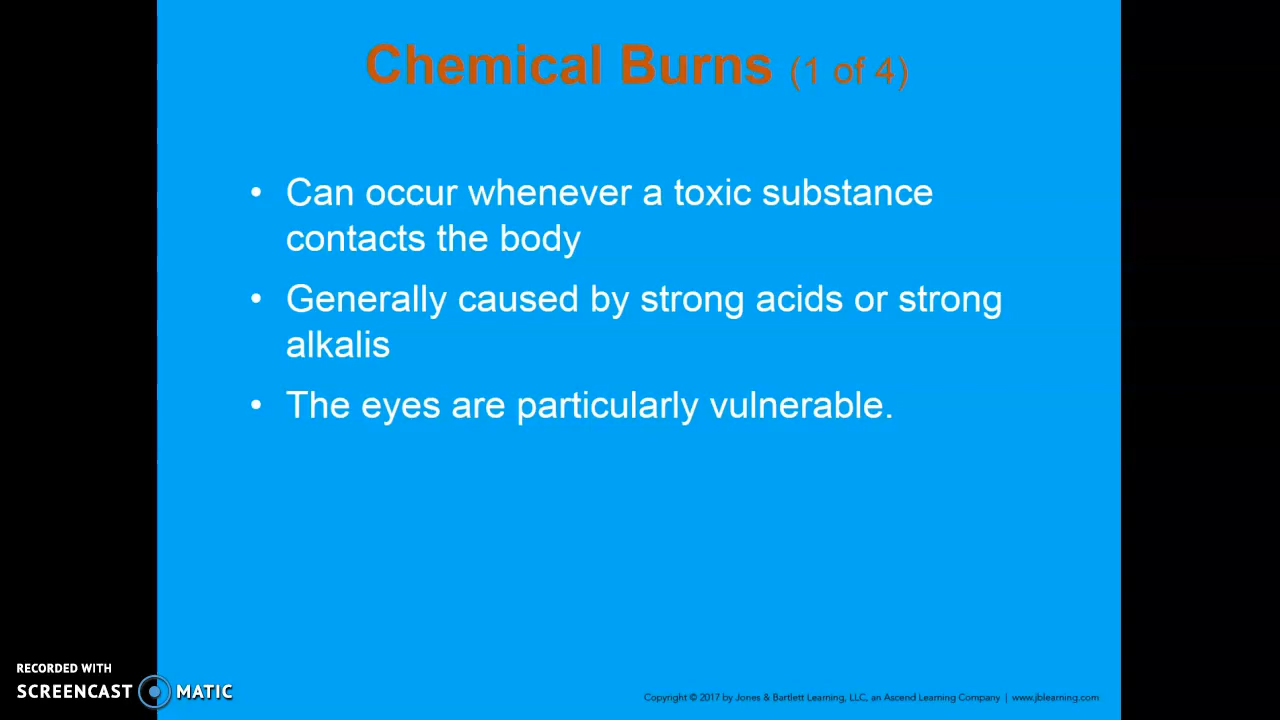 Chemical Burns (1 of 4)
• Can occur whenever a toxic substance
contacts the body
• Generally caused by strong acids or strong
alkalis
• The eyes are particularly vulnerable.
RECORDED WITH
SCREENCAST MATIC
Copyright © 2017 by Jones & Bartlett Learning, LLC, an Ascend Learning Company | www.jblearning.com